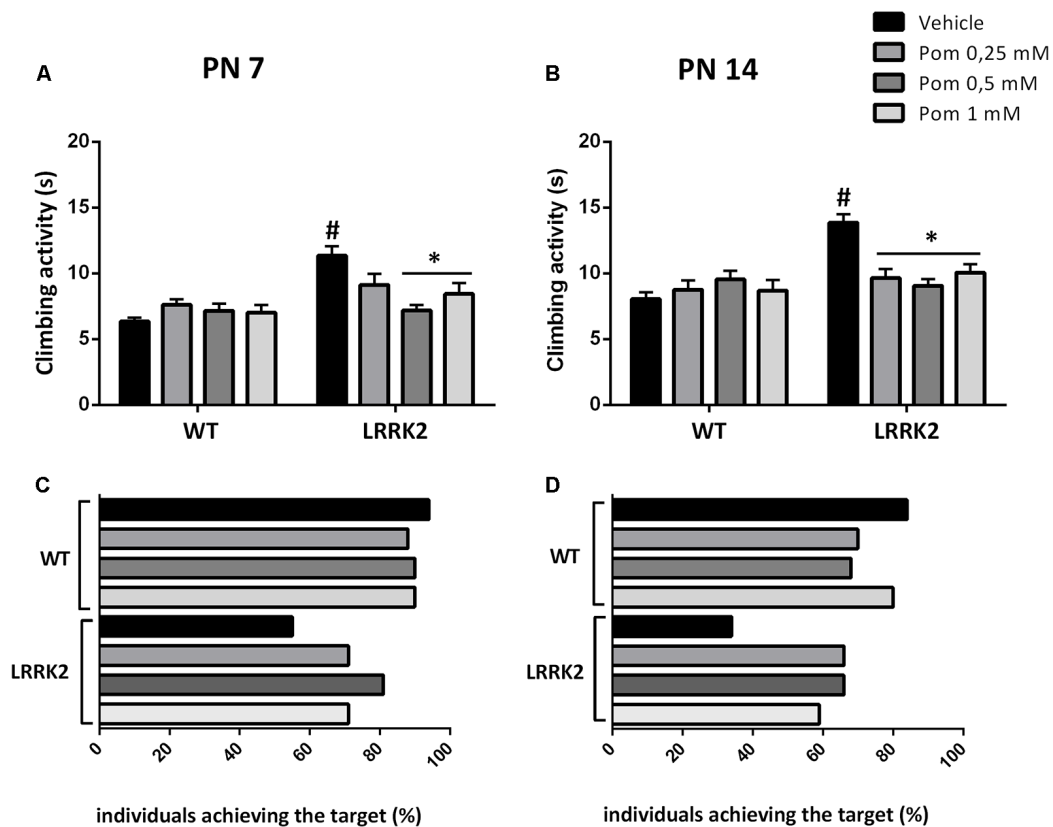 Vehicle
Pom 0,25 mM
Pom 0,5 mM
Pom 1 mM
A
PN 7
B
PN 14
20
15
10
5
0
Climbing activity (s)
#
*
WT
LRRK2
20
15
10
5
0
Climbing activity (s)
#
*
WT
LRRK2
C
WT
LRRK2
0
20
40
60
80
100
individuals achieving the target (%)
D
WT
LRRK2
0
20
40
60
80
100
individuals achieving the target (%)